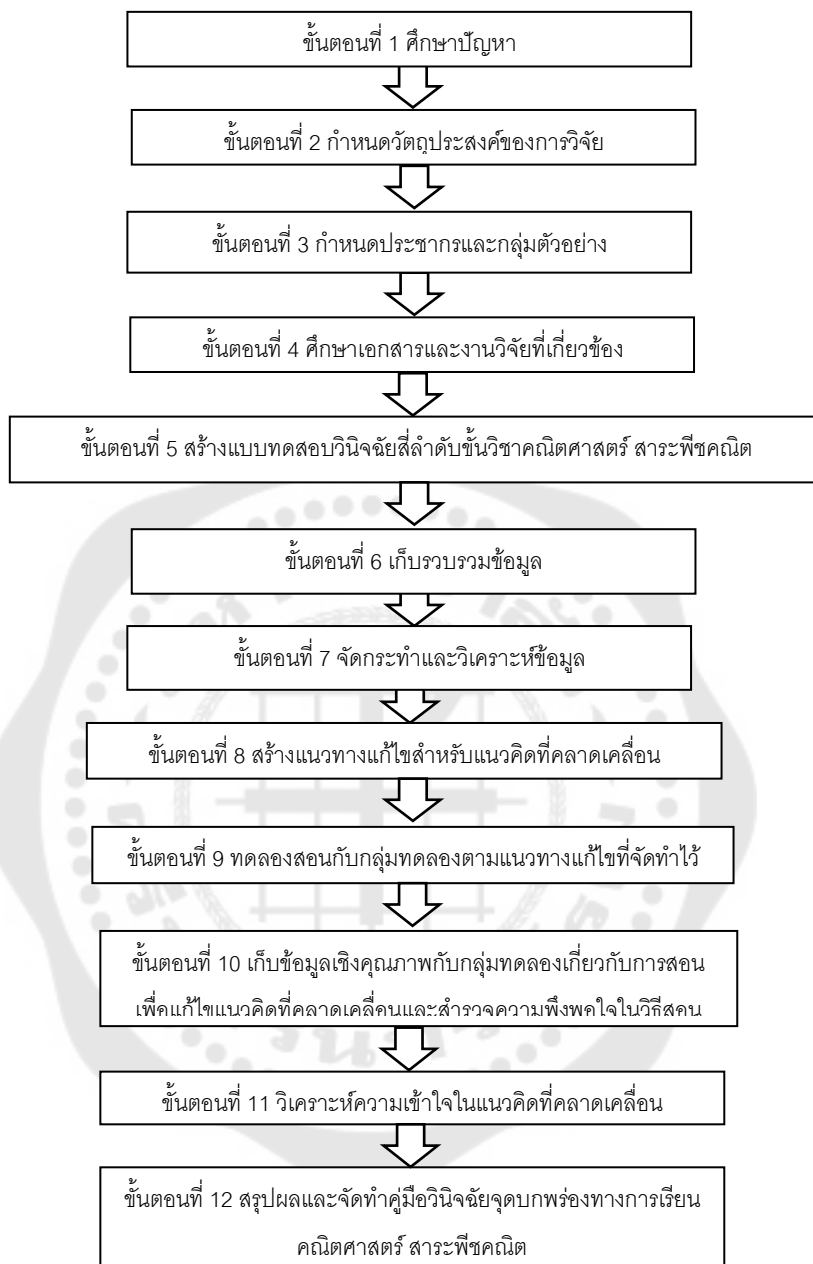 ขั้นตอนที่ 1 ศึกษาปัญหา
ขั้นตอนที่ 2 กำหนดวัตถุประสงค์ของการวิจัย
ขั้นตอนที่ 3 กำหนดประชากรและกลุ่มตัวอย่าง
ขั้นตอนที่ 4 ศึกษาเอกสารและงานวิจัยที่เกี่ยวข้อง
ขั้นตอนที่ 5 สร้างแบบทดสอบวินิจฉัยสี่ลำดับขั้นวิชาคณิตศาสตร์ สาระพีชคณิต
ขั้นตอนที่ 6 เก็บรวบรวมข้อมูล
ขั้นตอนที่ 7 จัดกระทำและวิเคราะห์ข้อมูล
ขั้นตอนที่ 8 สร้างแนวทางแก้ไขสำหรับแนวคิดที่คลาดเคลื่อน
ขั้นตอนที่ 9 ทดลองสอนกับกลุ่มทดลองตามแนวทางแก้ไขที่จัดทำไว้
ขั้นตอนที่ 10 เก็บข้อมูลเชิงคุณภาพกับกลุ่มทดลองเกี่ยวกับการสอน
เพื่อแก้ไขแนวคิดที่คลาดเคลื่อนและสำรวจความพึงพอใจในวิธีสอน
ขั้นตอนที่ 11 วิเคราะห์ความเข้าใจในแนวคิดที่คลาดเคลื่อน
ขั้นตอนที่ 12 สรุปผลและจัดทำคู่มือวินิจฉัยจุดบกพร่องทางการเรียน
คณิตศาสตร์ สาระพีชคณิต